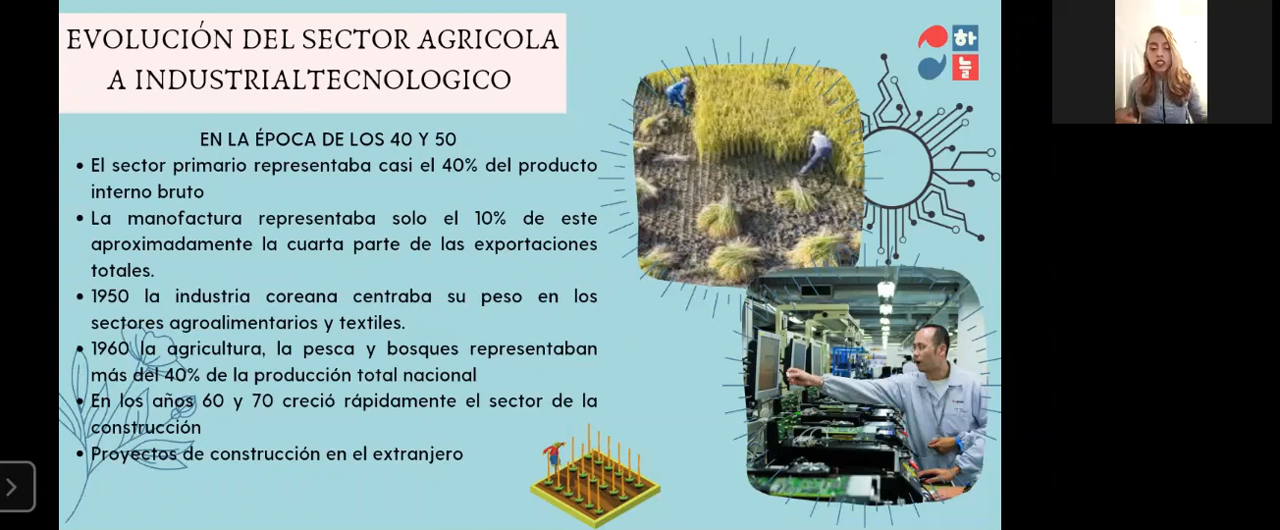 EVOLUCIÓN DEL SECTOR AGRICOLA
A INDUSTRIALTECNOLOGICO
하
늘
EN LA ÉPOCA DE LOS 40 Y 50
• El sector primario representaba casi el 40% del producto
interno bruto
• La manofactura representaba solo el 10% de este
aproximadamente la cuarta parte de las exportaciones
totales.
• 1950 la industria coreana centraba su peso en los
sectores agroalimentarios y textiles.
• 1960 la agricultura, la pesca y bosques representaban
más del 40% de la producción total nacional
• En los años 60 y 70 creció rápidamente el sector de la
construcción
• Proyectos de construcción en el extranjero